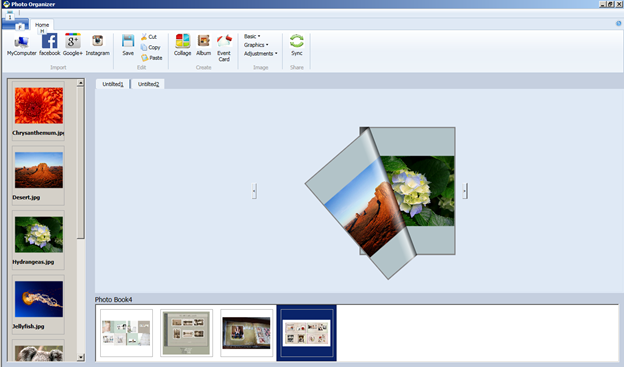 Photo Organizer
F
Home
H
MyComputer facebook Google+ Instagram
Import
Save
Cut
Copy
Paste
Edit
Collage Album Event Card
Create
Basic
Graphics
Adjustments
Image
Sync
Share
Untitled1 Untitled2
Chrysanthemum.jpg
Desert.jpg
Hydrangeas.jpg
Jellyfish.jpg
Photo Book4